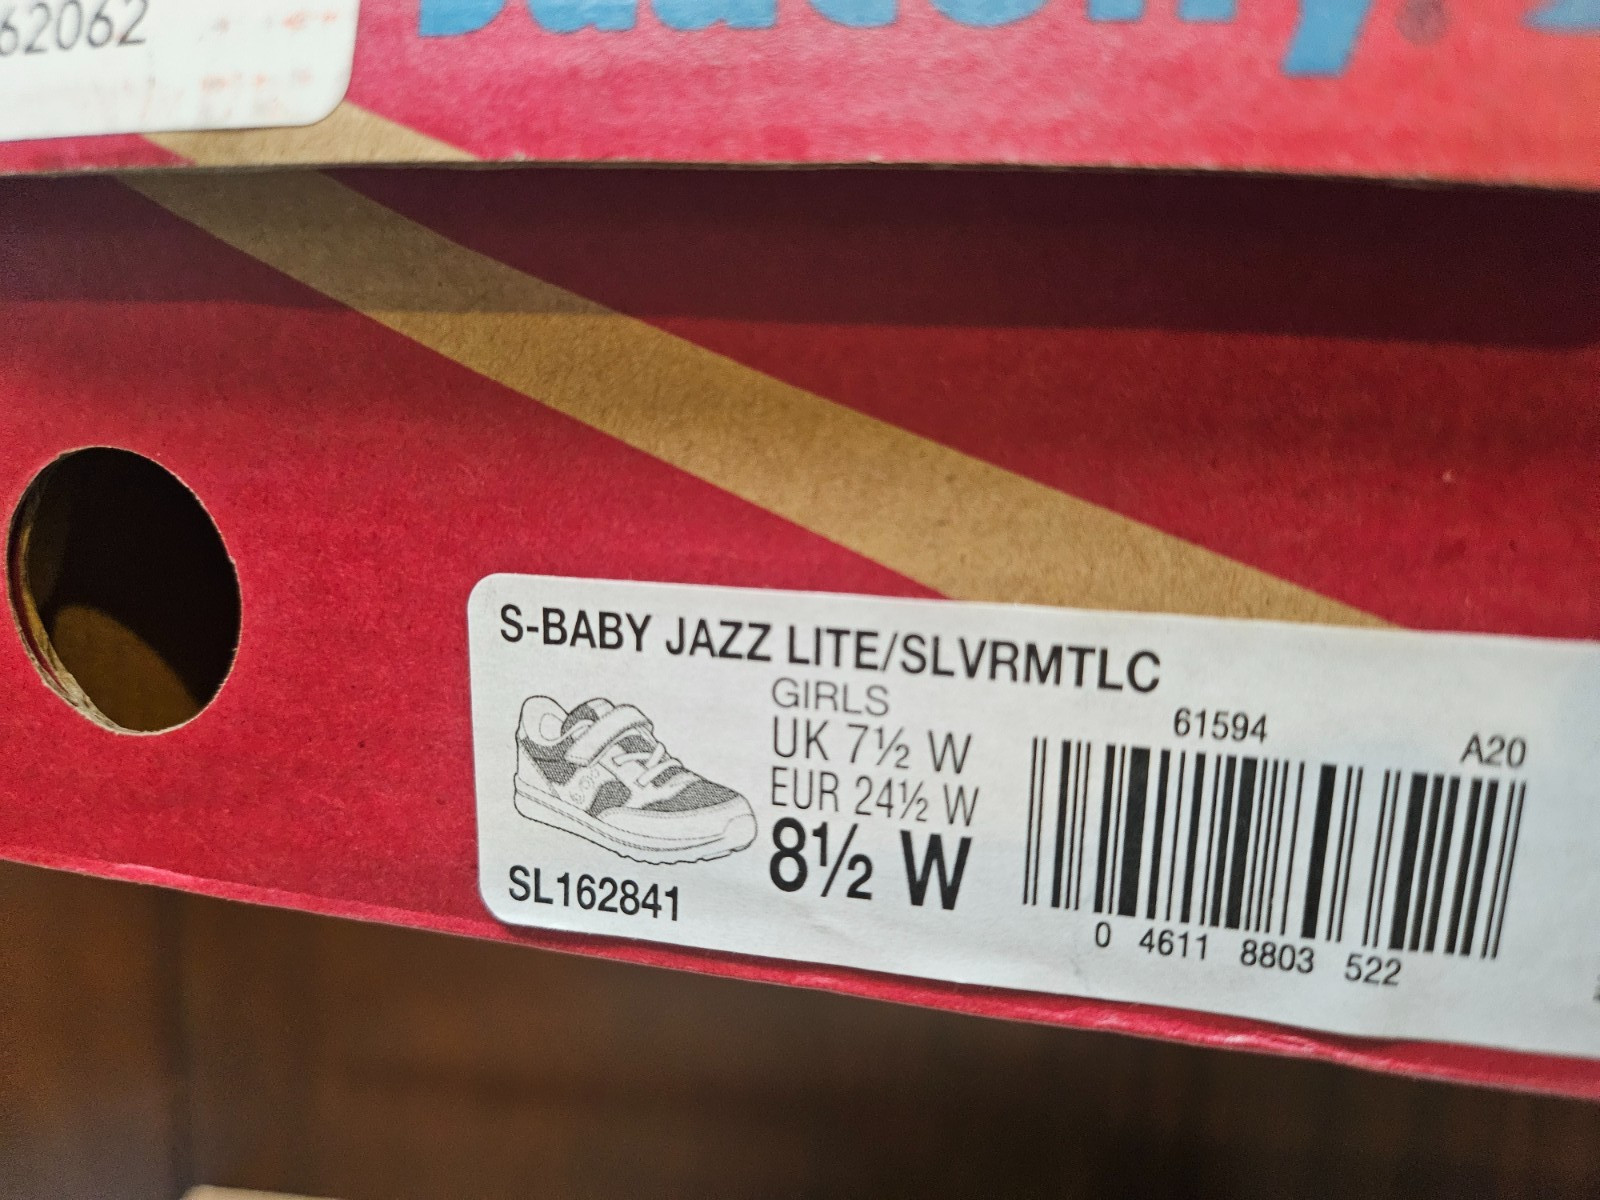 62062
saucony®
S-BABY JAZZ LITE/SLVRMTLC
GIRLS
UK 7½ W
EUR 24½ W
8½ W
SL162841
61594
A20
0 4611 8803 522